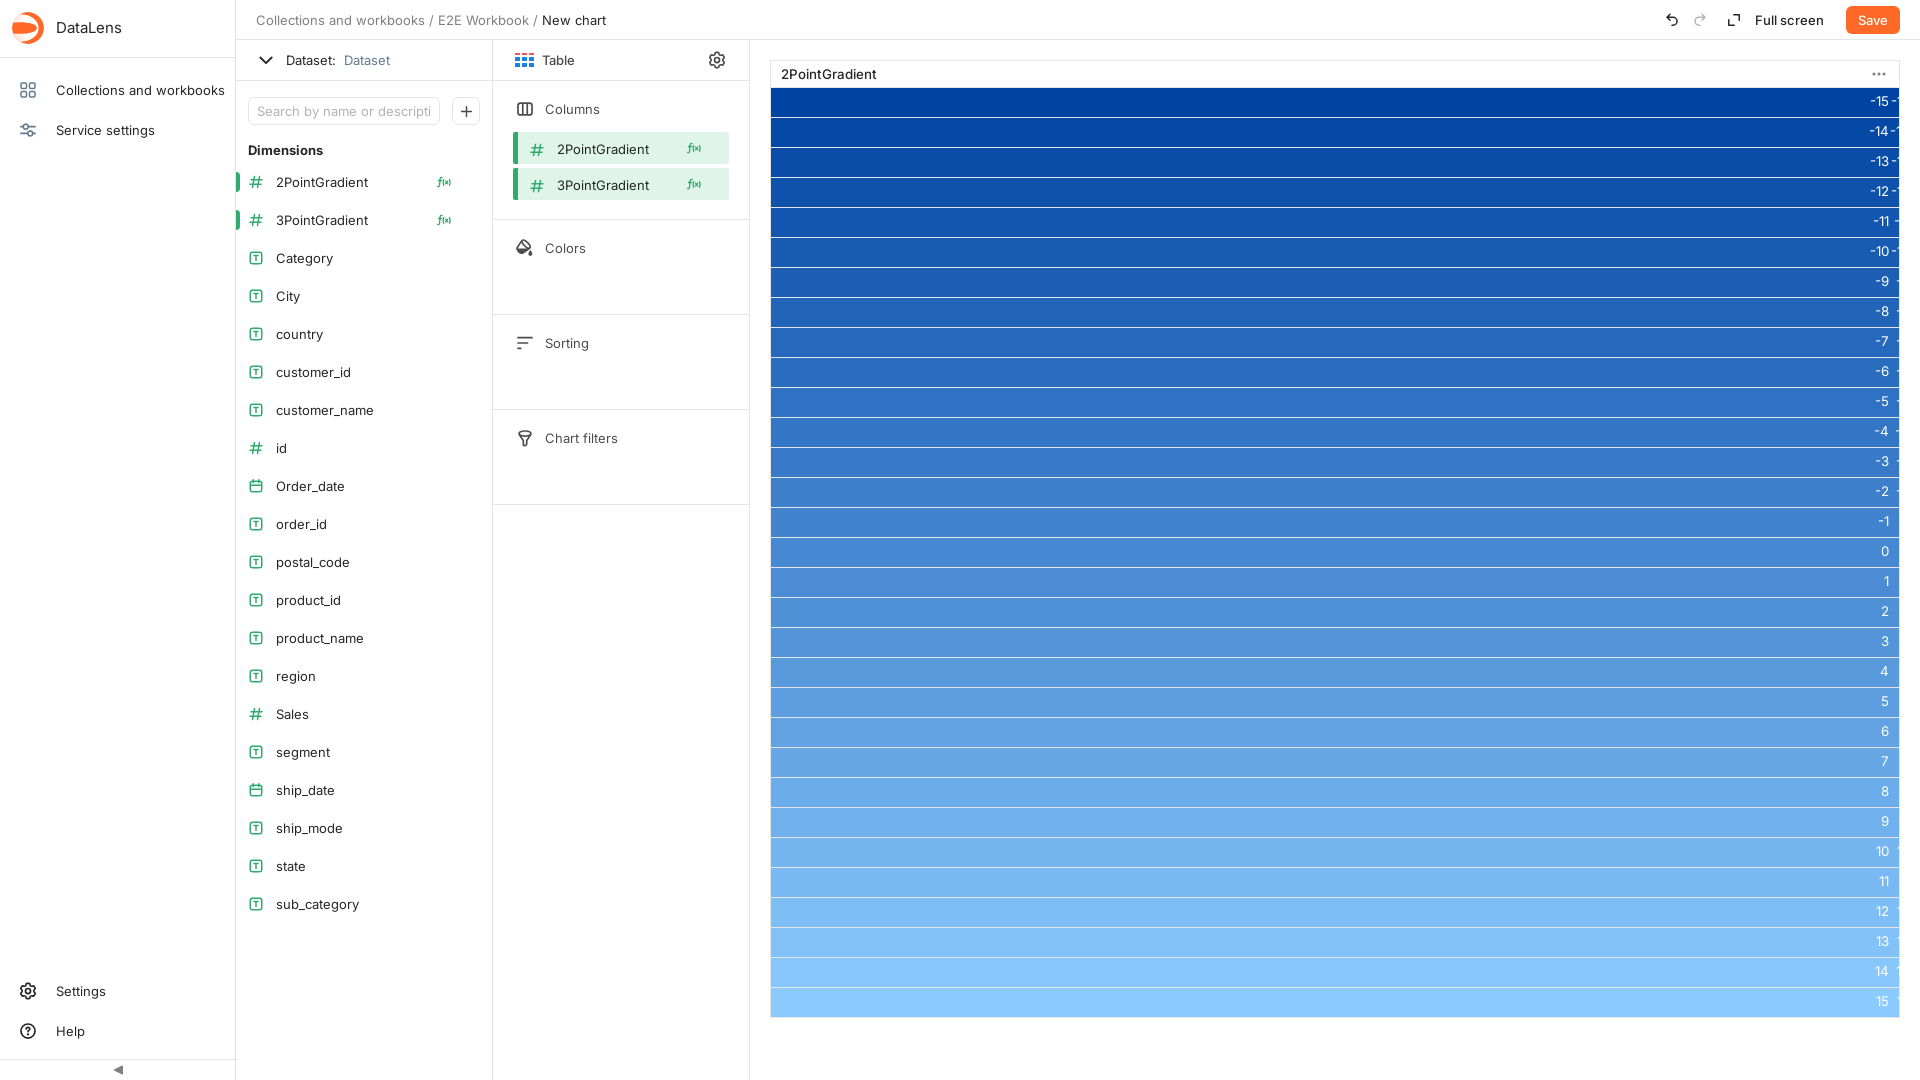 DataLens
Collections and workbooks
Service settings
Settings
Help
Collections and workbooks / E2E Workbook / New chart
Full screen
Save
Dataset: Dataset
Search by name or descripti
Dimensions
2PointGradient
3PointGradient
Category
City
country
customer_id
customer_name
id
Order_date
order_id
postal_code
product_id
product_name
region
Sales
segment
ship_date
ship_mode
state
sub_category
Table
Columns
2PointGradient
3PointGradient
Colors
Sorting
Chart filters
2PointGradient
-15
-14
-13
-12
-11
-10
-9
-8
-7
-6
-5
-4
-3
-2
-1
0
1
2
3
4
5
6
7
8
9
10
11
12
13
14
15